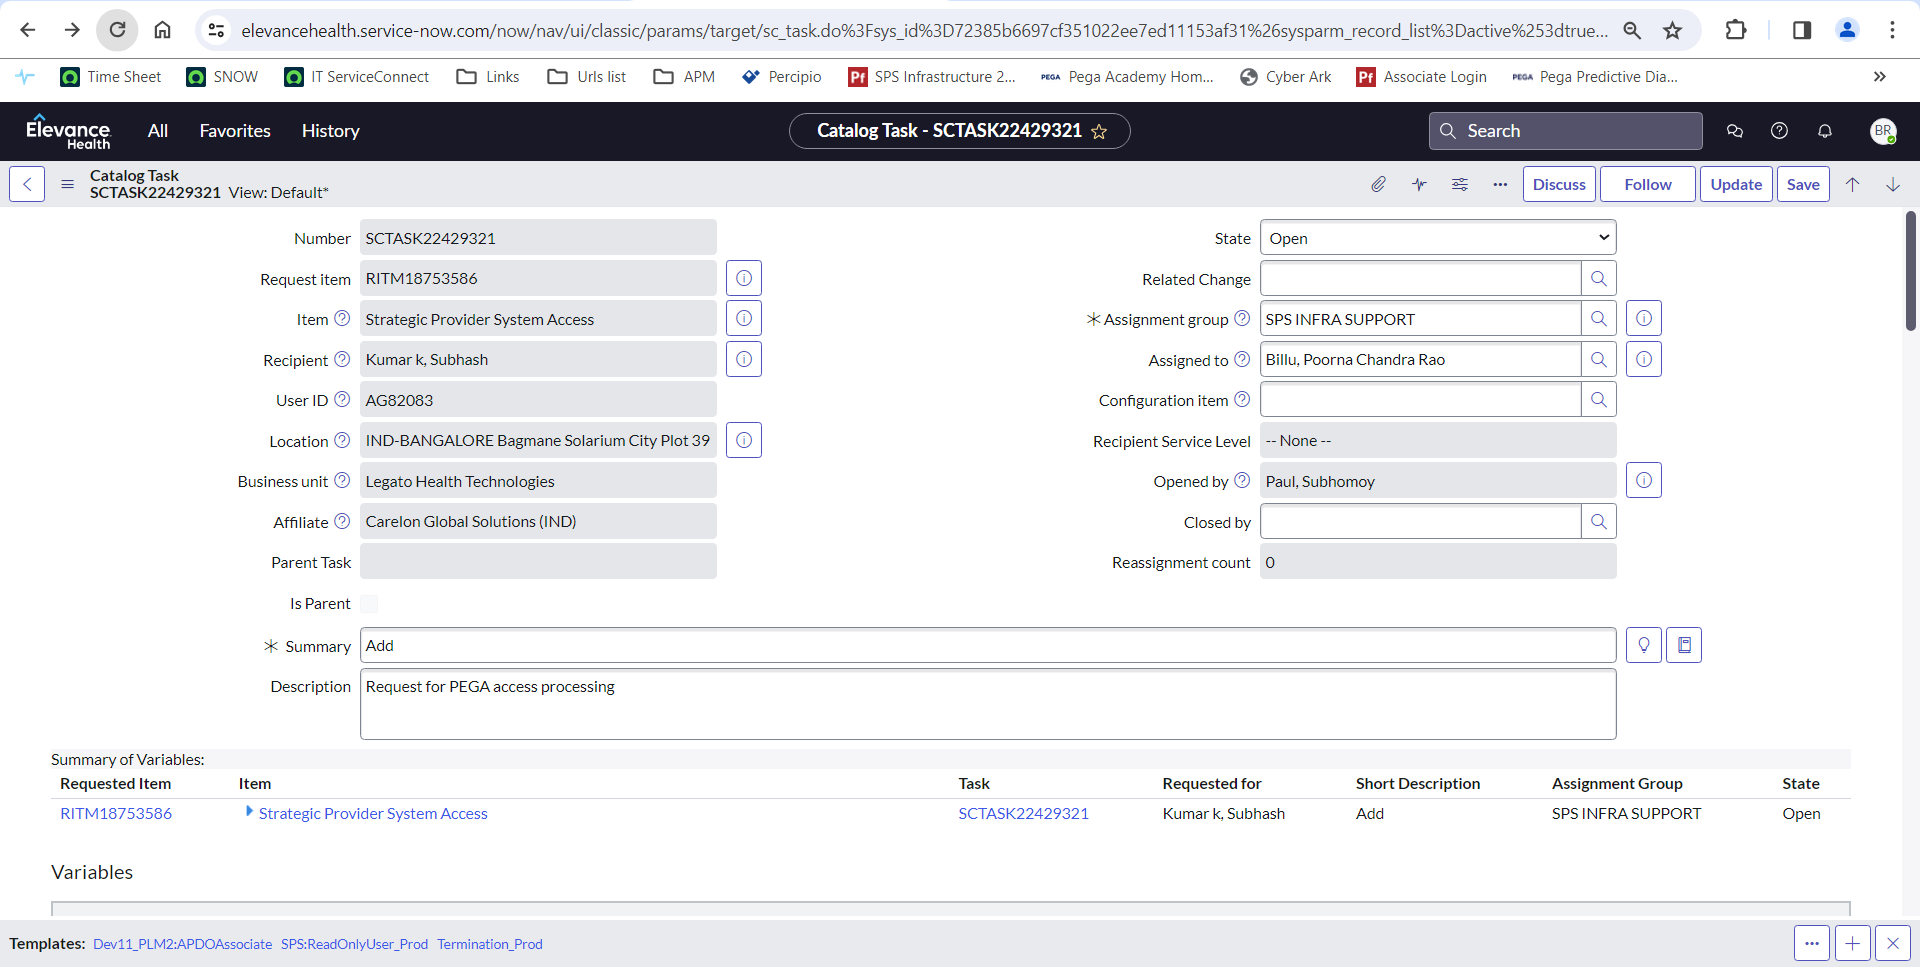 elevancehealth.service-now.com/now/nav/ui/classic/params/target/sc_task.do%3Fsys_id%3D72385b6697cf351022ee7ed11153af31%26sysparm_record_list%3Dactive%253dtrue...
Time Sheet SNOW IT ServiceConnect Links Urls list APM Percipio Pf SPS Infrastructure 2... PEGA Pega Academy Hom... Cyber Ark Pf Associate Login PEGA Pega Predictive Dia...
Elevance Health All Favorites History Catalog Task - SCTASK22429321 Search BR
Catalog Task
SCTASK22429321 View: Default*
Discuss Follow Update Save
Number SCTASK22429321 State Open
Request item RITM18753586 Related Change
Item Strategic Provider System Access Assignment group SPS INFRA SUPPORT
Recipient Kumar k, Subhash Assigned to Billu, Poorna Chandra Rao
User ID AG82083 Configuration item
Location IND-BANGALORE Bagmane Solarium City Plot 39 Recipient Service Level -- None --
Business unit Legato Health Technologies Opened by Paul, Subhomoy
Affiliate Carelon Global Solutions (IND) Closed by
Parent Task Reassignment count 0
Is Parent
Summary Add
Description Request for PEGA access processing
Summary of Variables:
Requested Item Item Task Requested for Short Description Assignment Group State
RITM18753586 Strategic Provider System Access SCTASK22429321 Kumar k, Subhash Add SPS INFRA SUPPORT Open
Variables
Templates: Dev11_PLM2:APDOAssociate SPS:ReadOnlyUser_Prod Termination_Prod